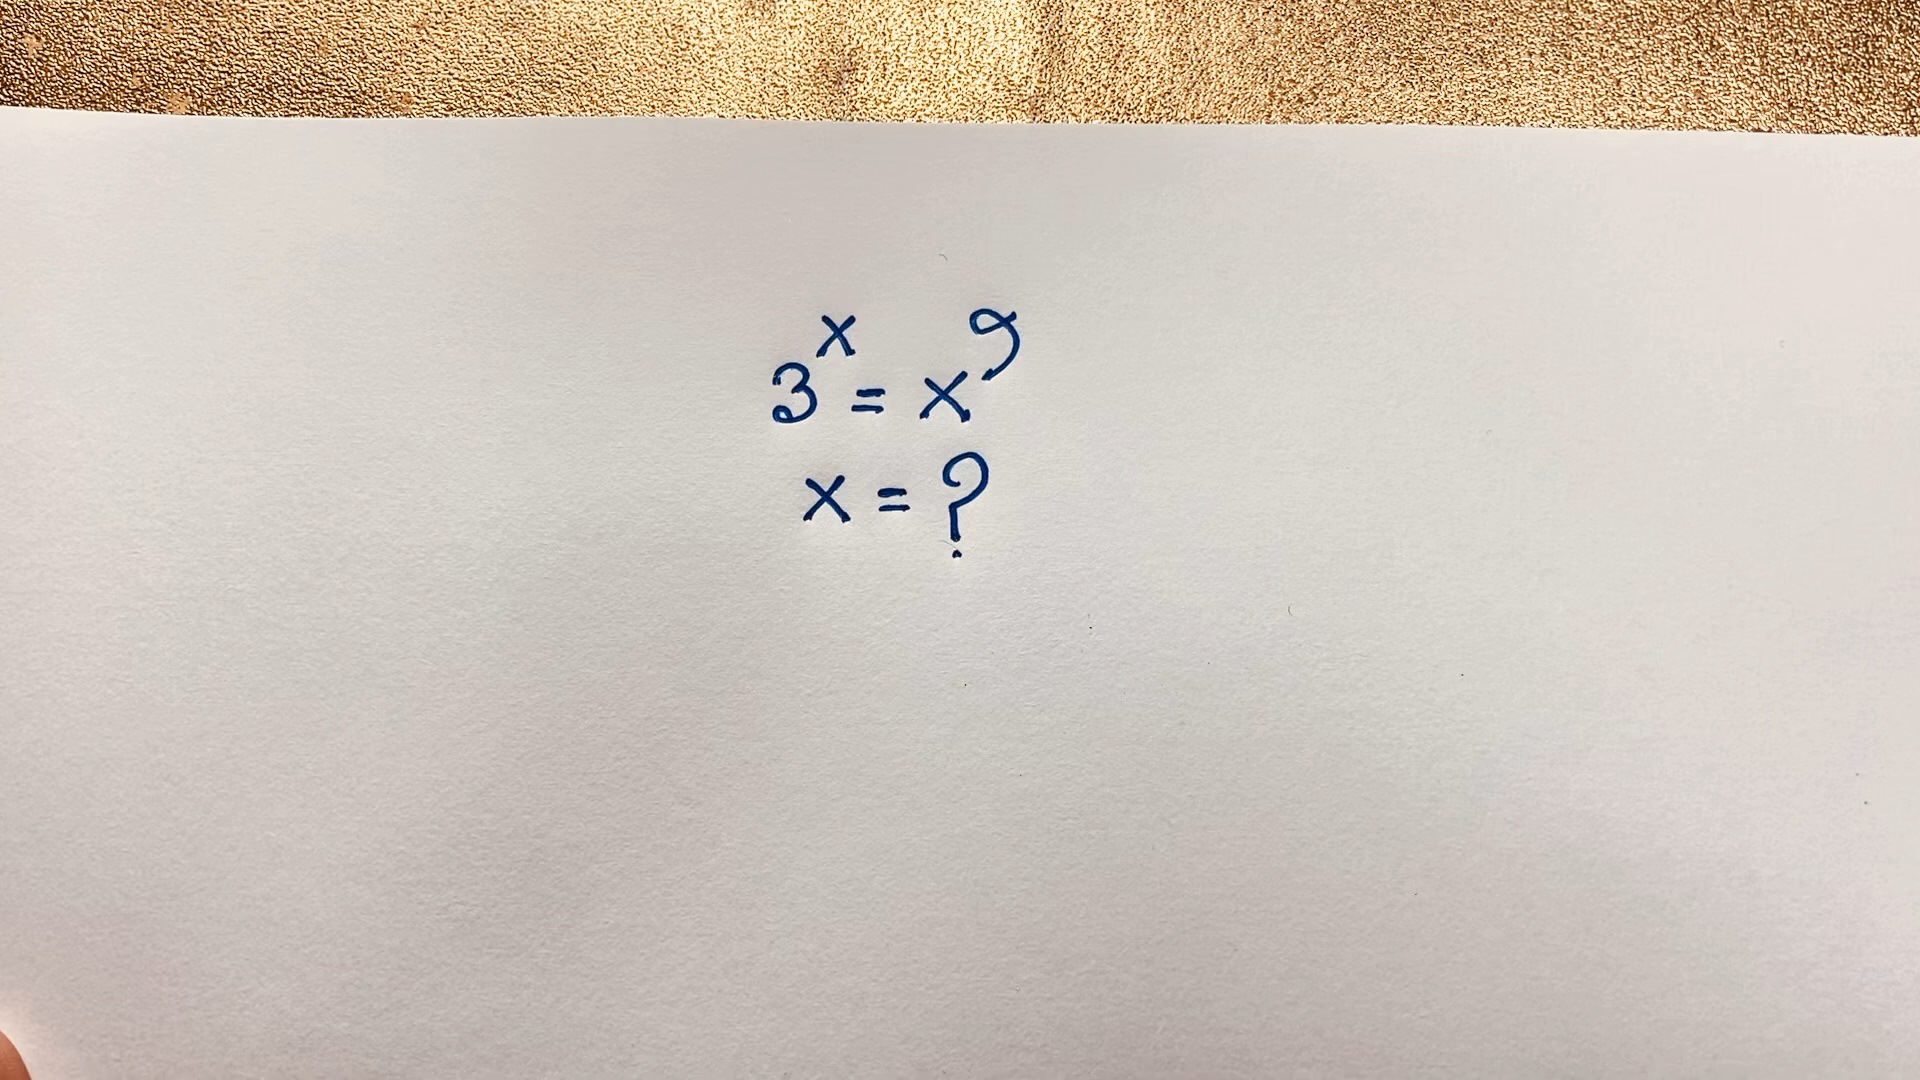 3^x = x^9
x = ?